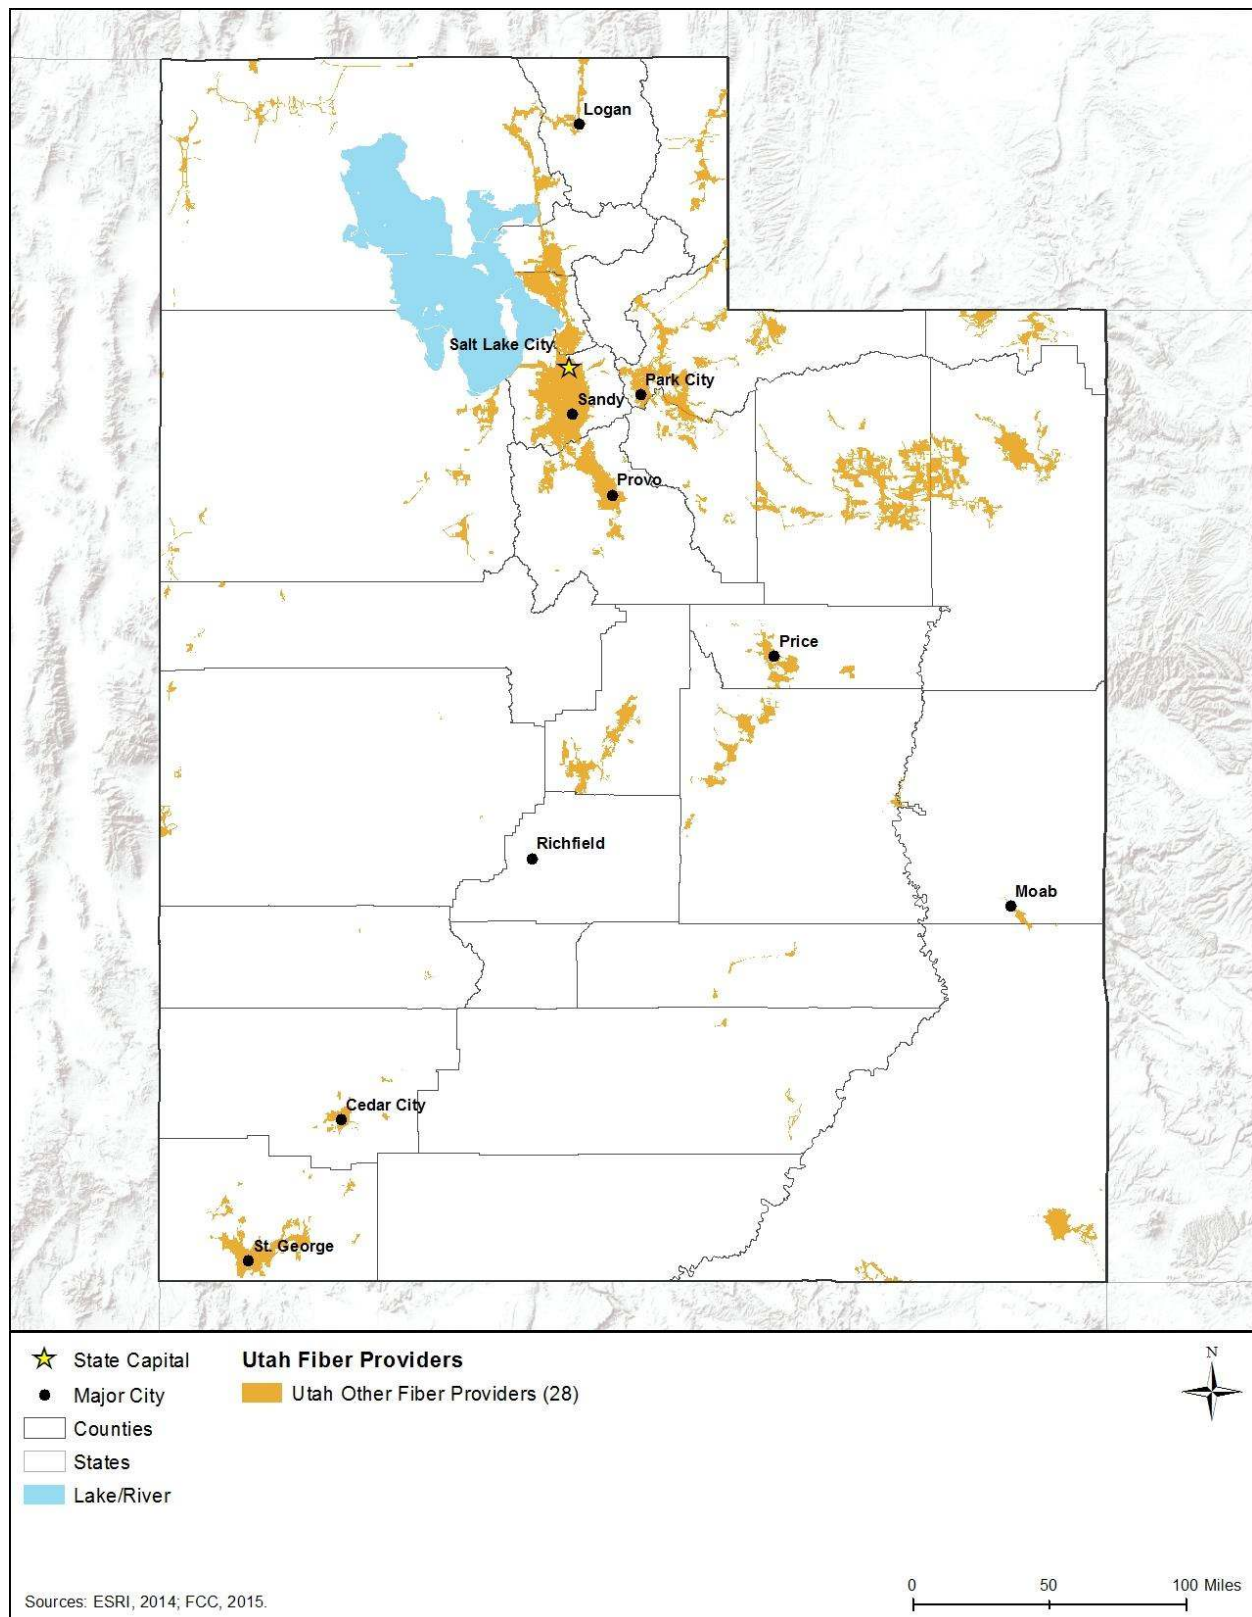 Logan
Salt Lake City
Park City
Sandy
Provo
Price
Richfield
Moab
Cedar City
St. George
State Capital
Major City
Counties
States
Lake/River
Utah Fiber Providers
Utah Other Fiber Providers (28)
N
Sources: ESRI, 2014; FCC, 2015.
0 50 100 Miles